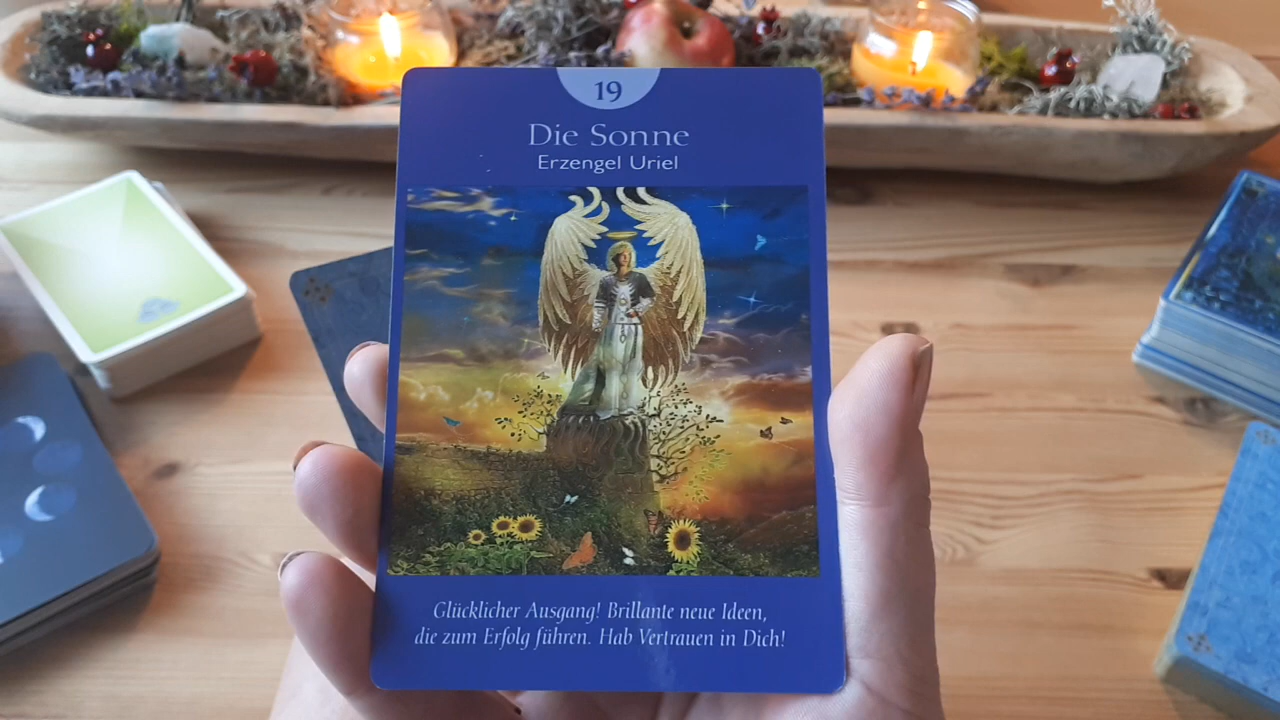 19
Die Sonne
Erzengel Uriel
Glücklicher Ausgang! Brillante neue Ideen,
die zum Erfolg führen. Hab Vertrauen in Dich!